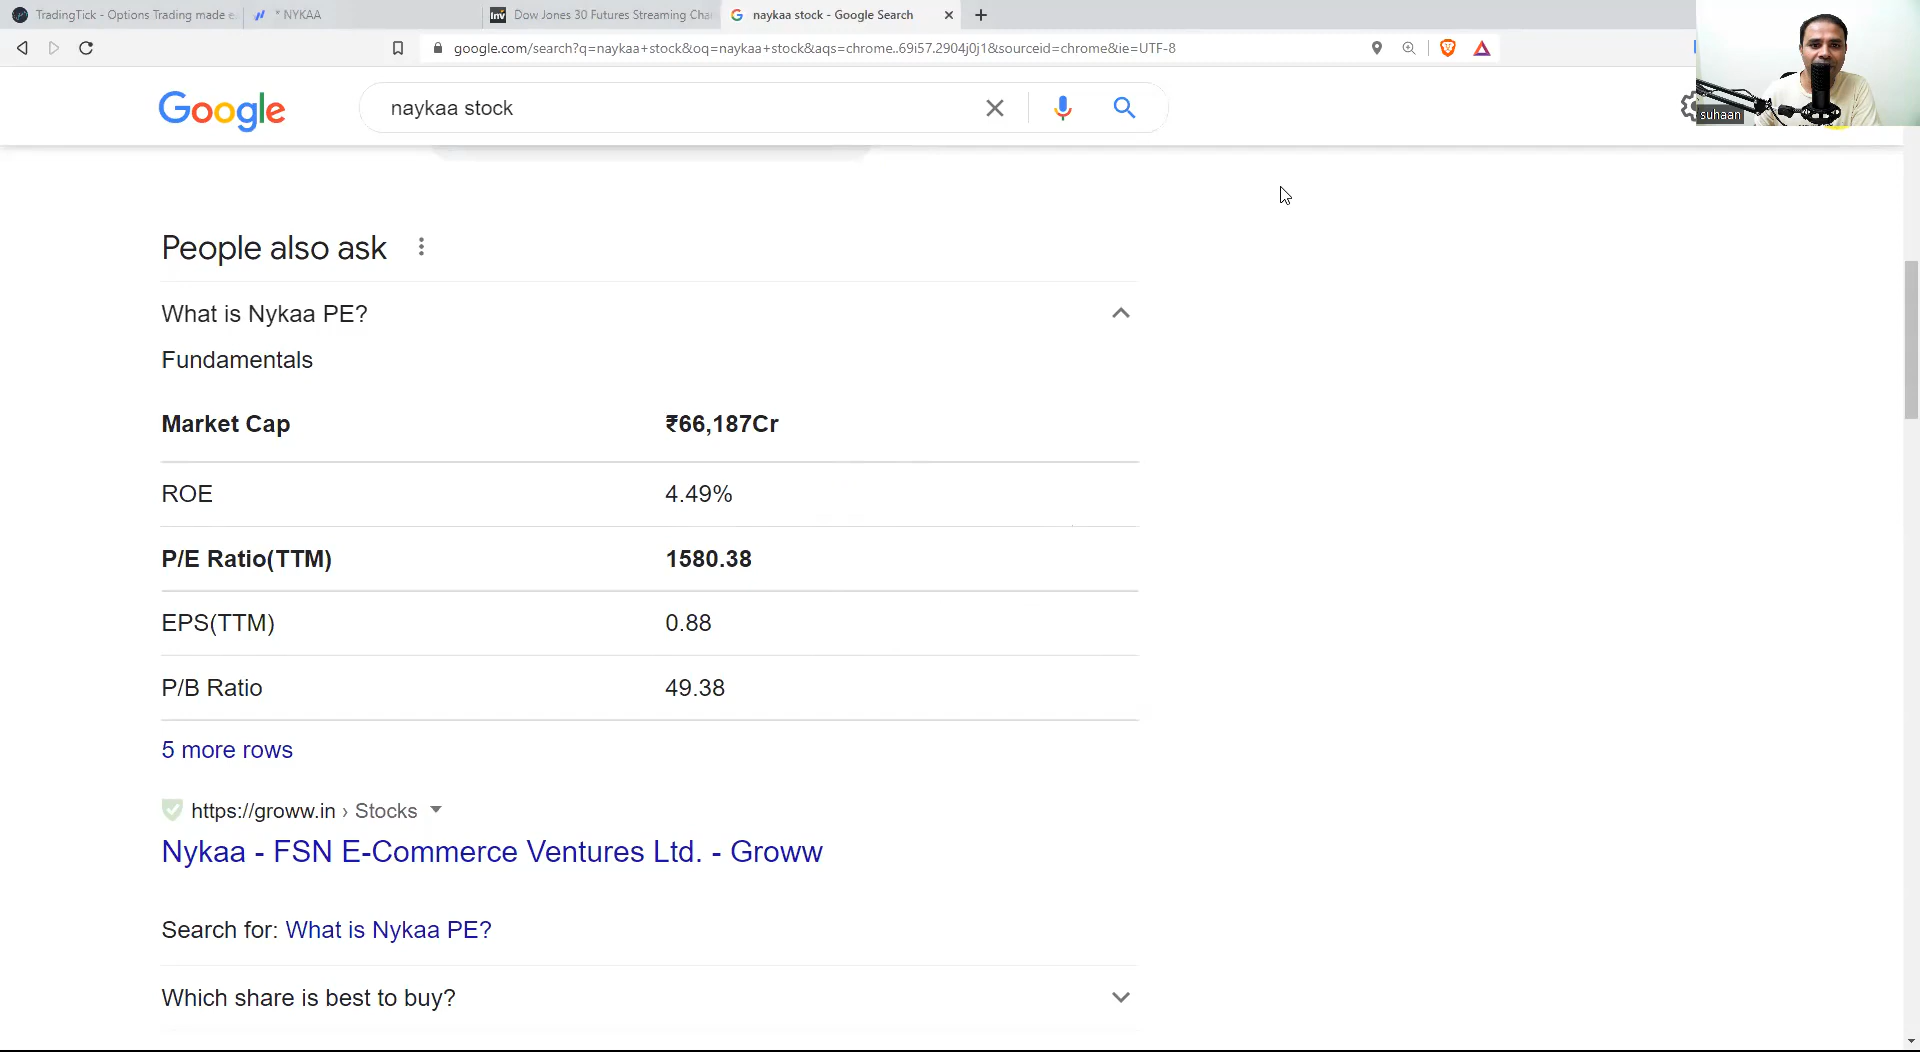 TradingTick - Options Trading made e
* NYKAA
Inv
Dow Jones 30 Futures Streaming Char
naykaa stock - Google Search
google.com/search?q=naykaa+stock&oq=naykaa+stock&aqs=chrome..69i57.2904j0j1&sourceid=chrome&ie=UTF-8
Google
naykaa stock
suhaan
People also ask
What is Nykaa PE?
Fundamentals
Market Cap ₹66,187Cr
ROE 4.49%
P/E Ratio(TTM) 1580.38
EPS(TTM) 0.88
P/B Ratio 49.38
5 more rows
https://groww.in › Stocks
Nykaa - FSN E-Commerce Ventures Ltd. - Groww
Search for: What is Nykaa PE?
Which share is best to buy?